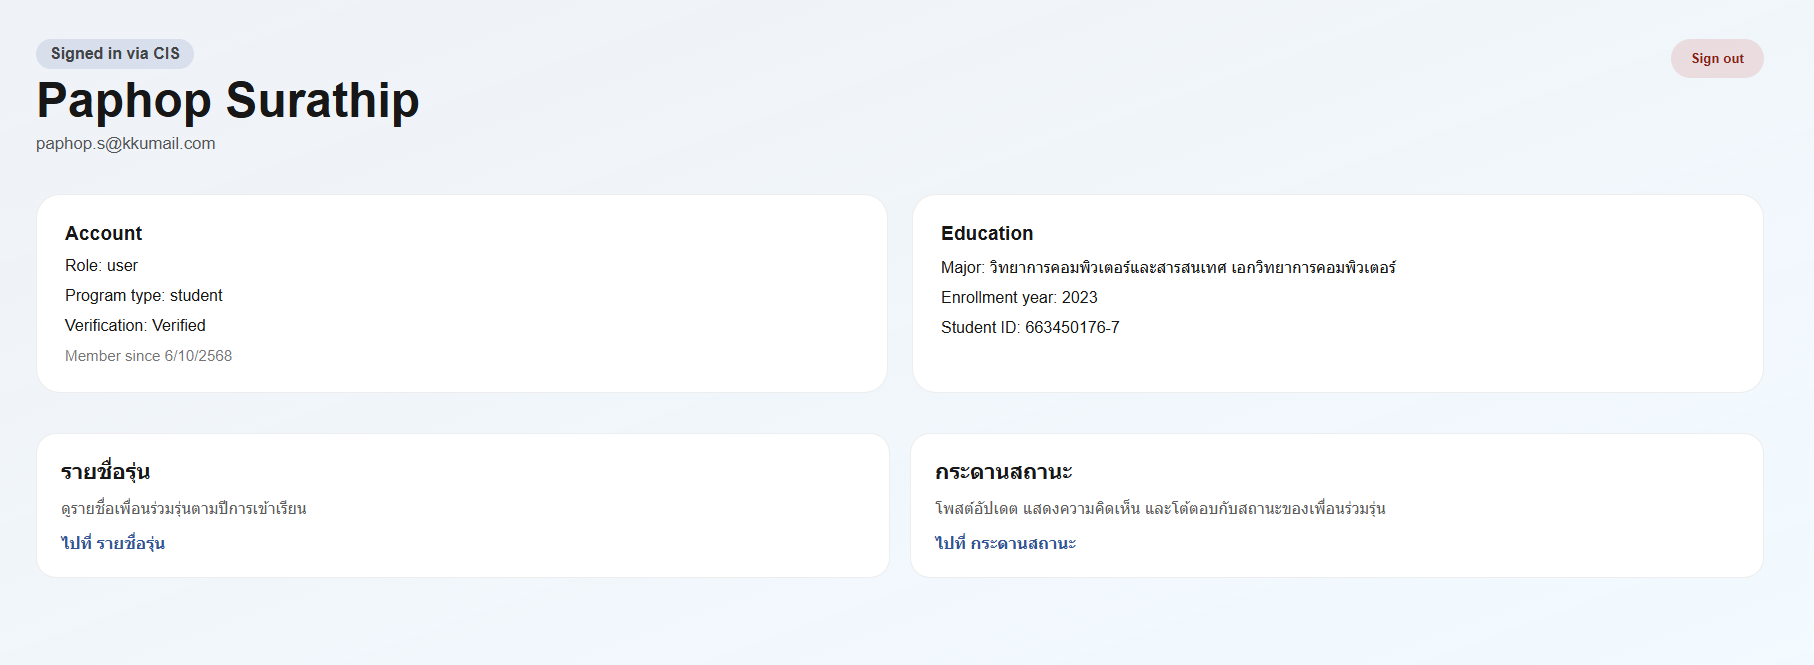 Signed in via CIS
Sign out
Paphop Surathip
paphop.s@kkumail.com
Account
Role: user
Program type: student
Verification: Verified
Member since 6/10/2568
Education
Major: วิทยาการคอมพิวเตอร์และสารสนเทศ เอกวิทยาการคอมพิวเตอร์
Enrollment year: 2023
Student ID: 663450176-7
รายชื่อรุ่น
ดูรายชื่อเพื่อนร่วมรุ่นตามปีการเข้าเรียน
ไปที่ รายชื่อรุ่น
กระดานสถานะ
โพสต์อัปเดต แสดงความคิดเห็น และโต้ตอบกับสถานะของเพื่อนร่วมรุ่น
ไปที่ กระดานสถานะ